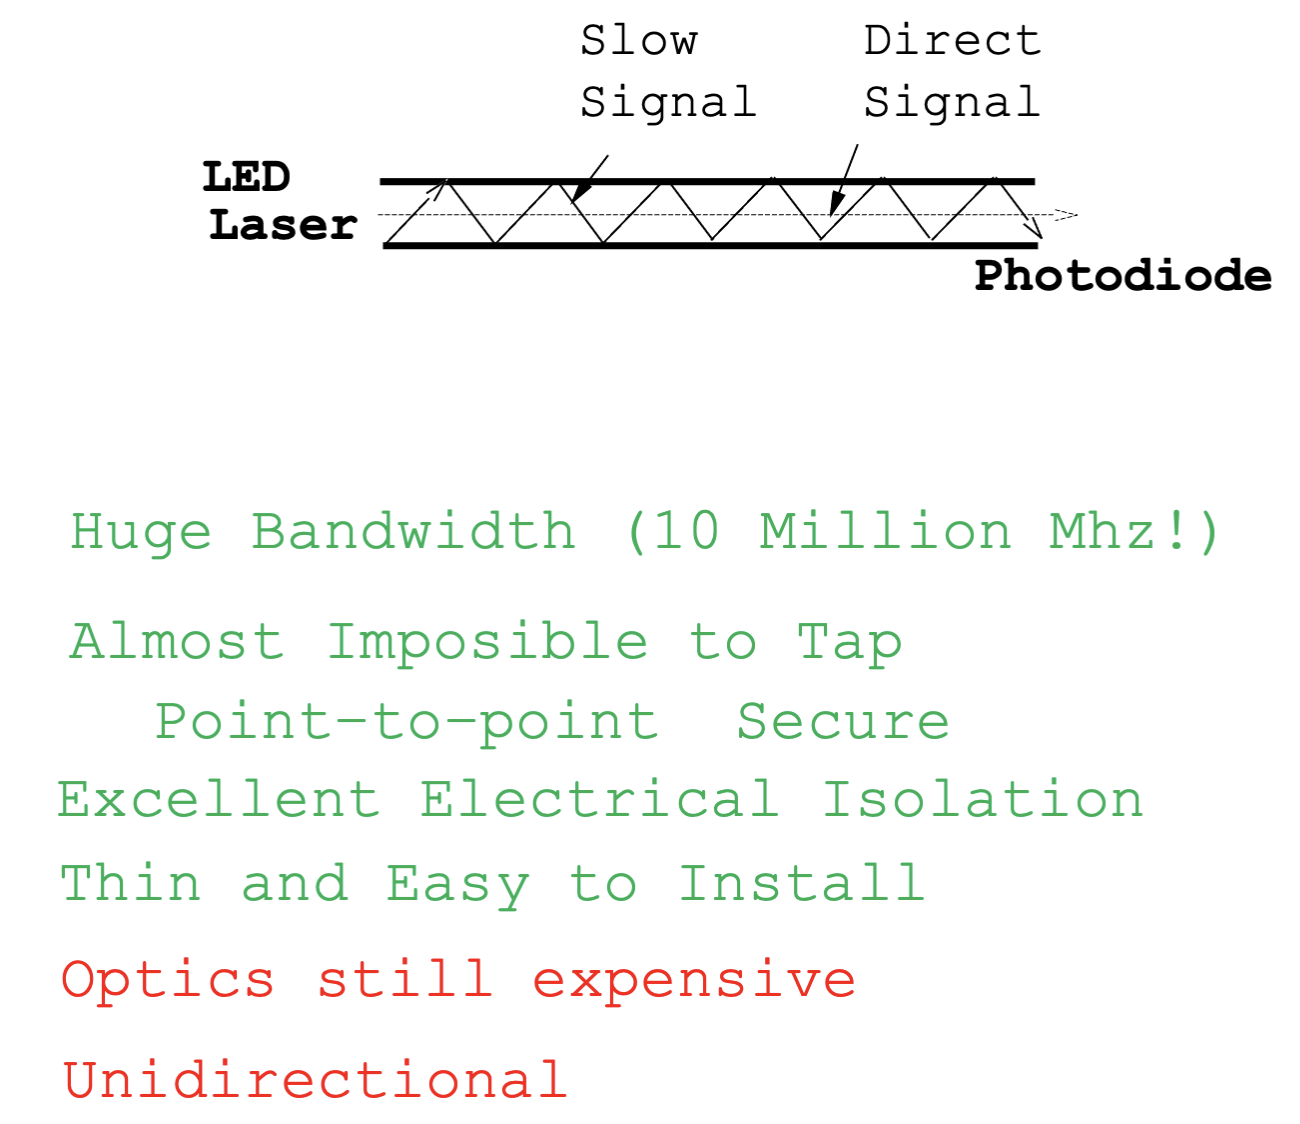 Slow Direct
Signal Signal
LED
Laser
Photodiode
Huge Bandwidth (10 Million Mhz!)
Almost Imposible to Tap
Point-to-point Secure
Excellent Electrical Isolation
Thin and Easy to Install
Optics still expensive
Unidirectional